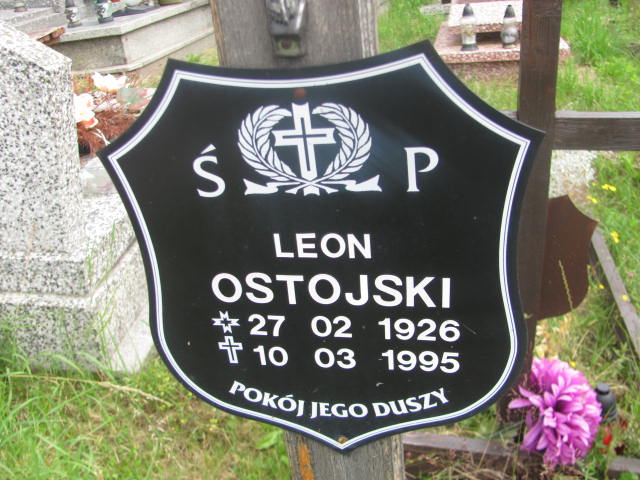 Ś P
LEON
OSTOJSKI
27 02 1926
10 03 1995
POKÓJ JEGO DUSZY